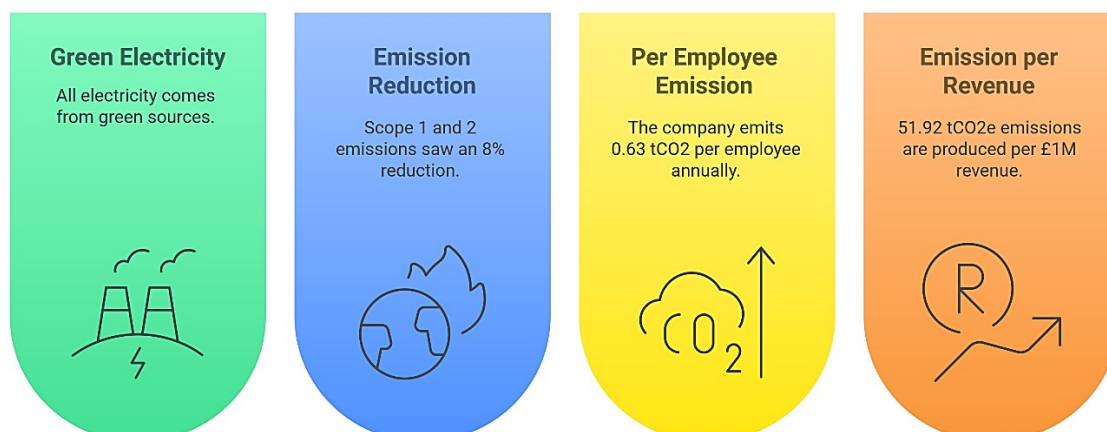 Green Electricity
All electricity comes
from green sources.
Emission
Reduction
Scope 1 and 2
emissions saw an 8%
reduction.
Per Employee
Emission
The company emits
0.63 tCO2 per employee
annually.
CO2
Emission per
Revenue
51.92 tCO2e emissions
are produced per £1M
revenue.
R